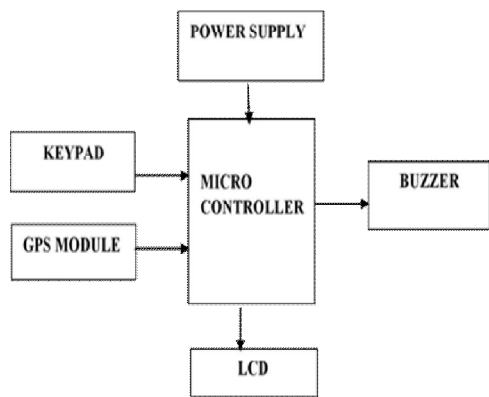 POWER SUPPLY
KEYPAD
MICRO
CONTROLLER
BUZZER
GPS MODULE
LCD